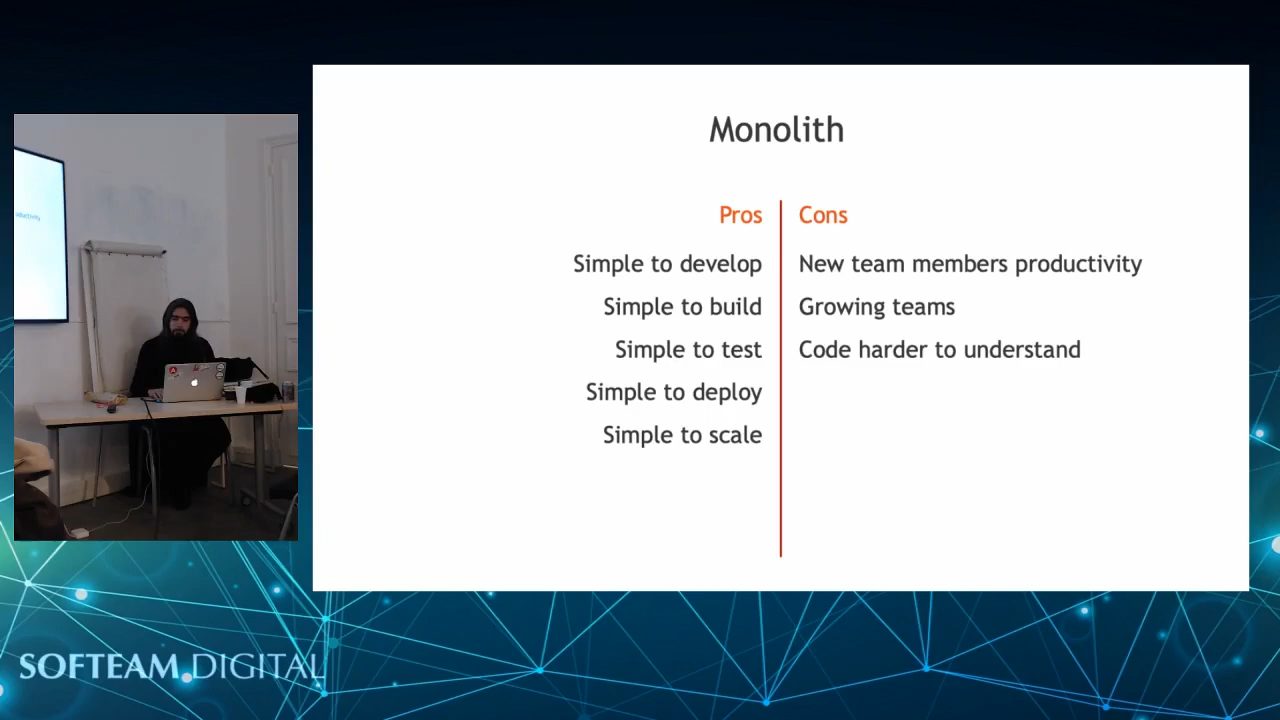 Monolith
Pros
Cons
Simple to develop
New team members productivity
Simple to build
Growing teams
Simple to test
Code harder to understand
Simple to deploy
Simple to scale
SOFTEAM DIGITAL